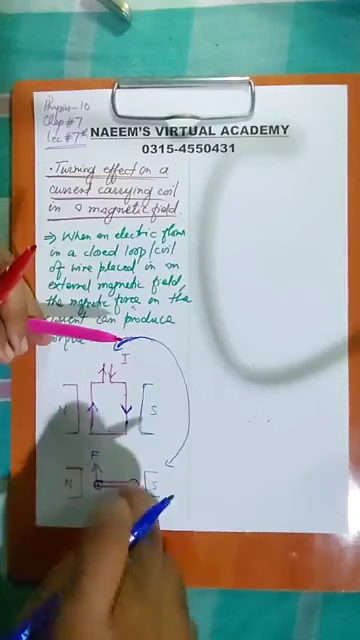 Physics-10
Chap #7
Lec #7
NAEEM'S VIRTUAL ACADEMY
0315-4550431
• Turning effect on a
current carrying coil
in a magnetic field.
⇒ When an electric flows
in a closed loop/coil
of wire placed in an
external magnetic field,
the magnetic force on the
current can produce
I
N S
F
N S